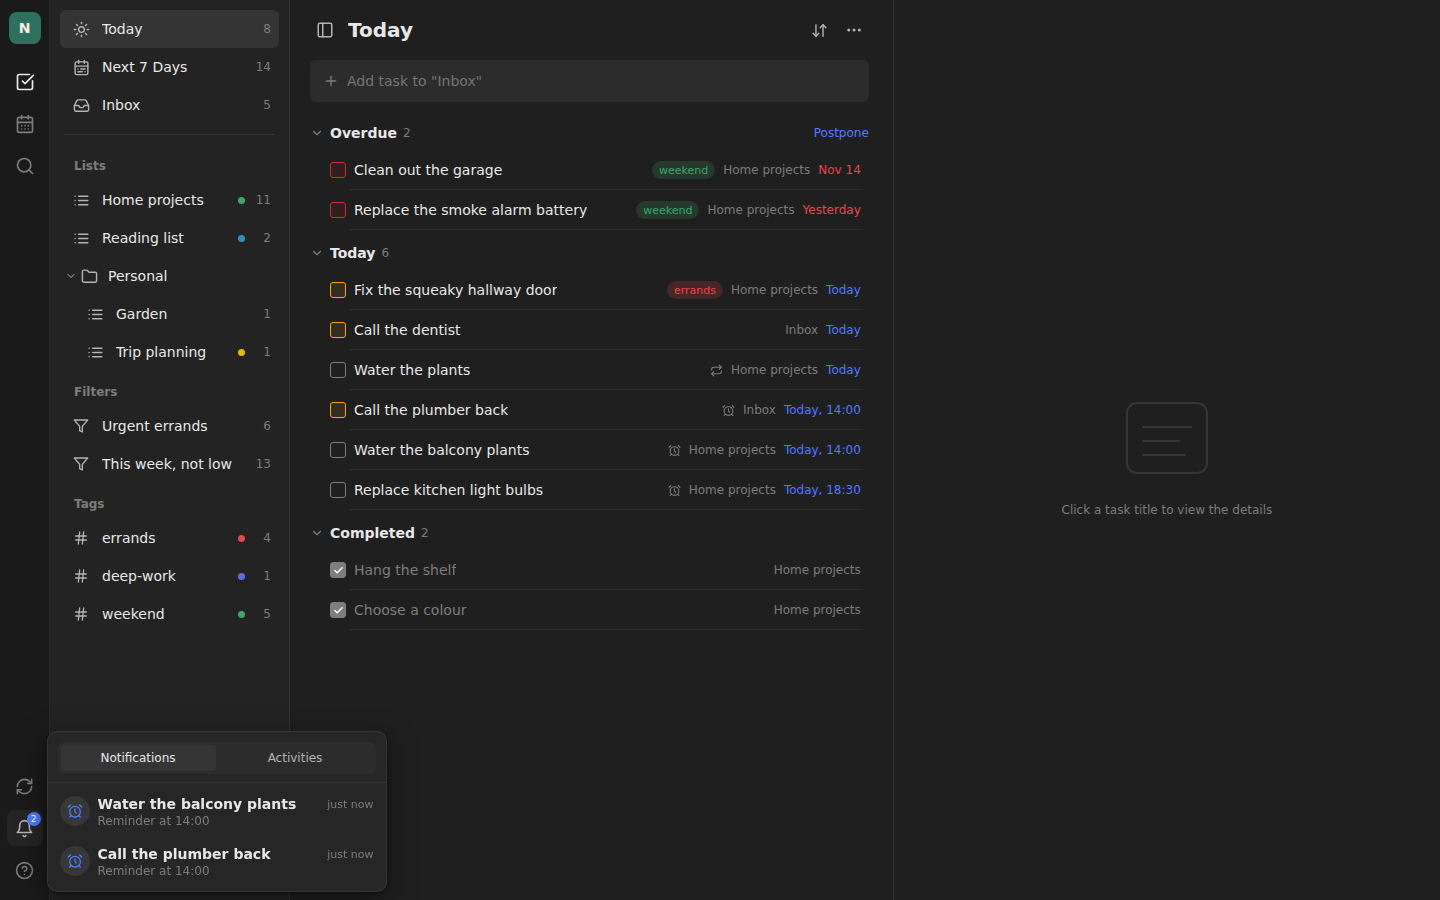 N
Today 8
Next 7 Days 14
Inbox 5
Lists
Home projects 11
Reading list 2
Personal
Garden 1
Trip planning 1
Filters
Urgent errands 6
This week, not low 13
Tags
errands 4
deep-work 1
weekend 5
Today
Add task to "Inbox"
Overdue 2 Postpone
Clean out the garage weekend Home projects Nov 14
Replace the smoke alarm battery weekend Home projects Yesterday
Today 6
Fix the squeaky hallway door errands Home projects Today
Call the dentist Inbox Today
Water the plants Home projects Today
Call the plumber back Inbox Today, 14:00
Water the balcony plants Home projects Today, 14:00
Replace kitchen light bulbs Home projects Today, 18:30
Completed 2
Hang the shelf Home projects
Choose a colour Home projects
Click a task title to view the details
2
Notifications Activities
Water the balcony plants just now
Reminder at 14:00
Call the plumber back just now
Reminder at 14:00